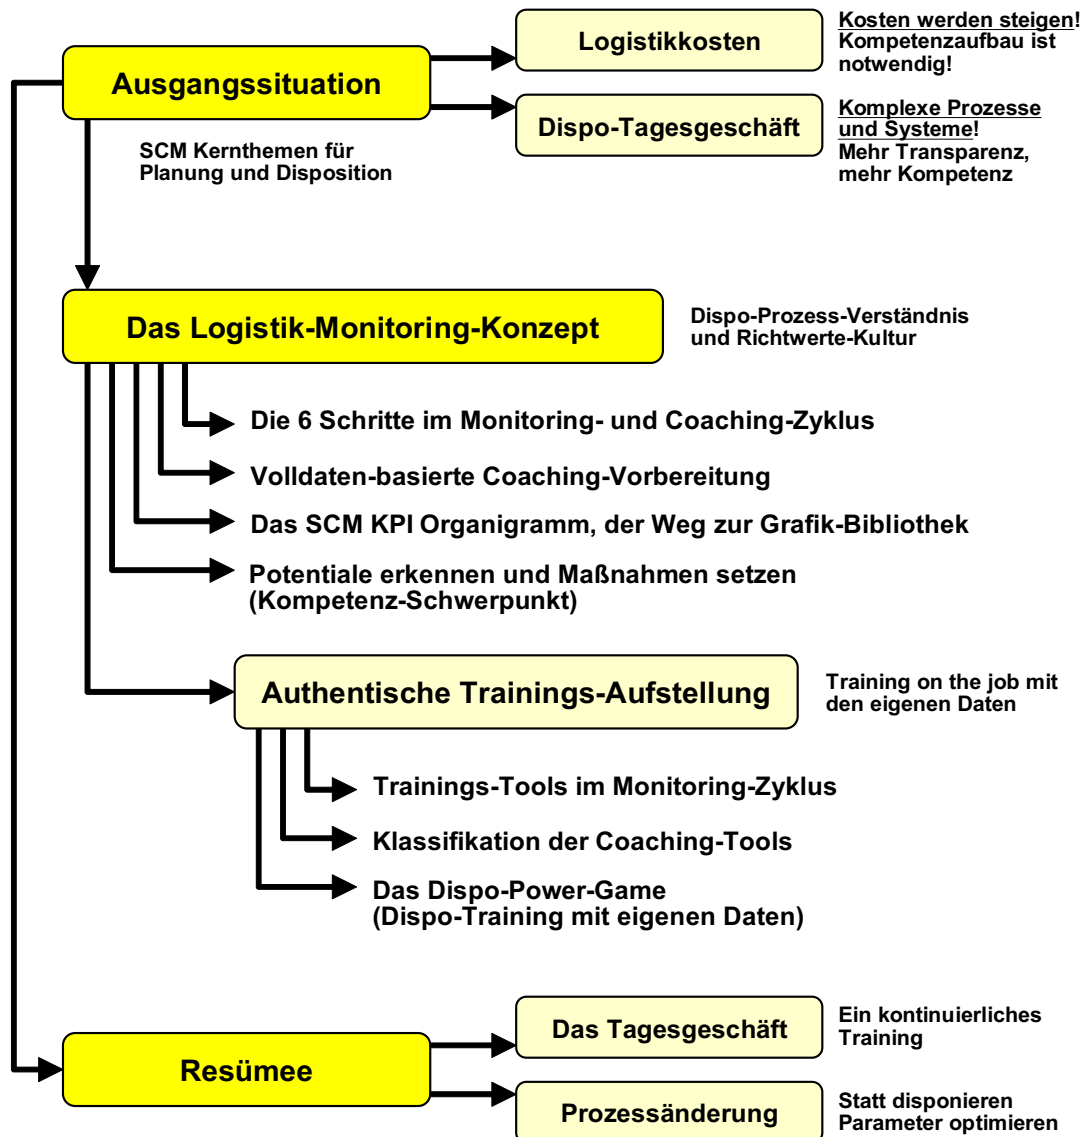 Logistikkosten
Kosten werden steigen!
Kompetenzaufbau ist
notwendig!
Ausgangssituation
Dispo-Tagesgeschäft
Komplexe Prozesse
und Systeme!
Mehr Transparenz,
mehr Kompetenz
SCM Kernthemen für
Planung und Disposition
Das Logistik-Monitoring-Konzept
Dispo-Prozess-Verständnis
und Richtwerte-Kultur
Die 6 Schritte im Monitoring- und Coaching-Zyklus
Volldaten-basierte Coaching-Vorbereitung
Das SCM KPI Organigramm, der Weg zur Grafik-Bibliothek
Potentiale erkennen und Maßnahmen setzen
(Kompetenz-Schwerpunkt)
Authentische Trainings-Aufstellung
Training on the job mit
den eigenen Daten
Trainings-Tools im Monitoring-Zyklus
Klassifikation der Coaching-Tools
Das Dispo-Power-Game
(Dispo-Training mit eigenen Daten)
Das Tagesgeschäft
Ein kontinuierliches
Training
Resümee
Prozessänderung
Statt disponieren
Parameter optimieren